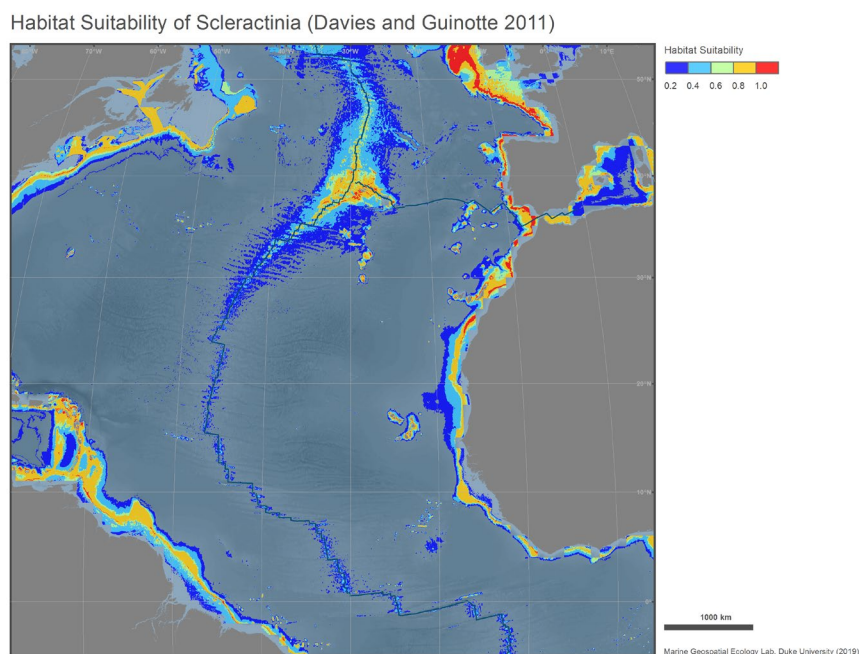 Habitat Suitability of Scleractinia (Davies and Guinotte 2011)
Habitat Suitability
0.2 0.4 0.6 0.8 1.0
50°N
30°N
20°N
10°N
1000 km
Marine Geospatial Ecology Lab, Duke University (2019)